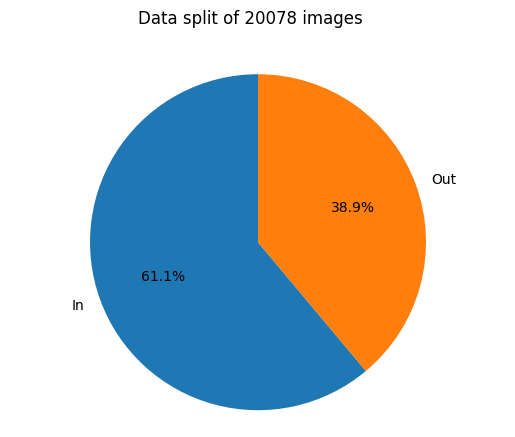 Data split of 20078 images
Out
38.9%
61.1%
In